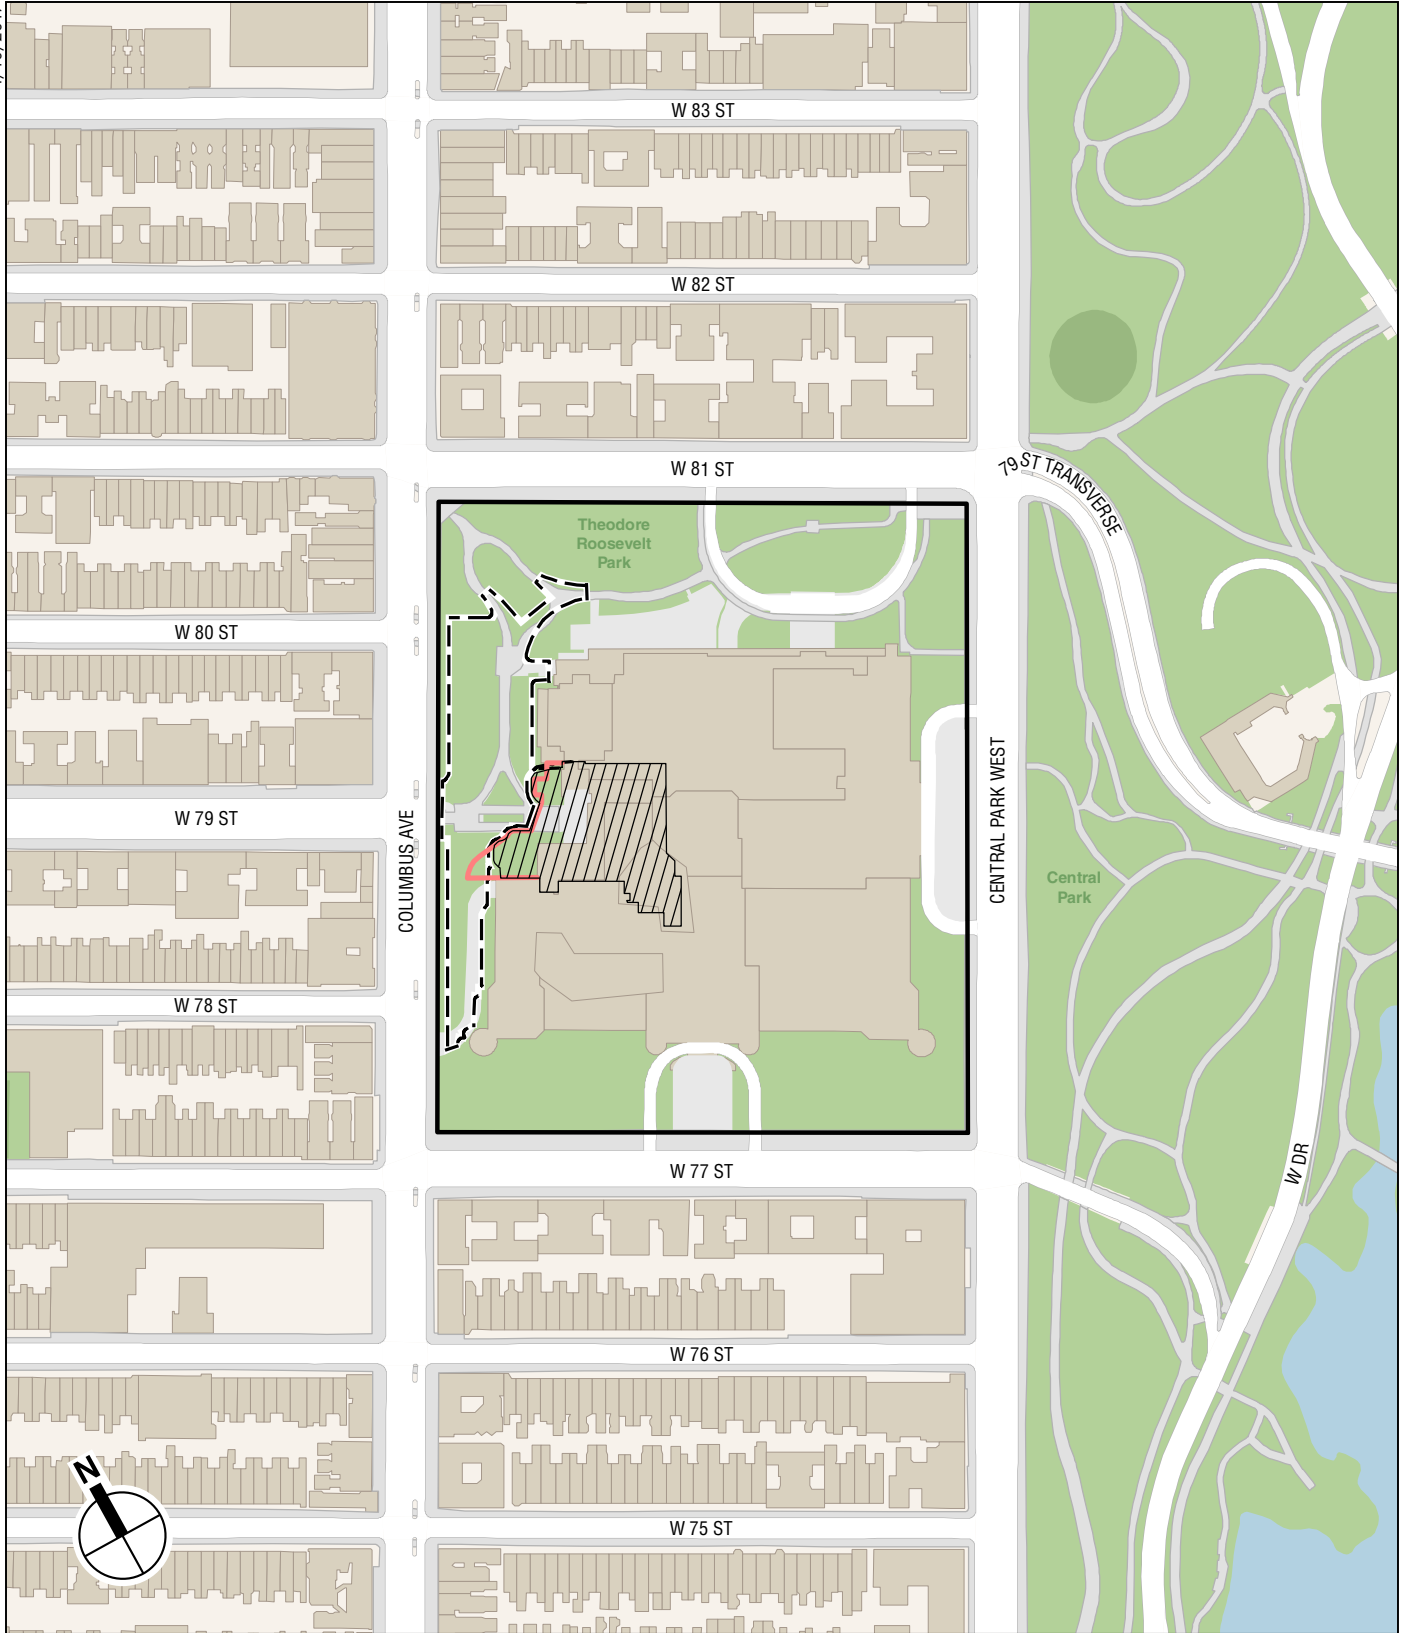 W 83 ST
W 82 ST
W 81 ST
79 ST TRANSVERSE
Theodore
Roosevelt
Park
W 80 ST
COLUMBUS AVE
W 79 ST
CENTRAL PARK WEST
Central
Park
W 78 ST
W DR
W 77 ST
W 76 ST
N
W 75 ST